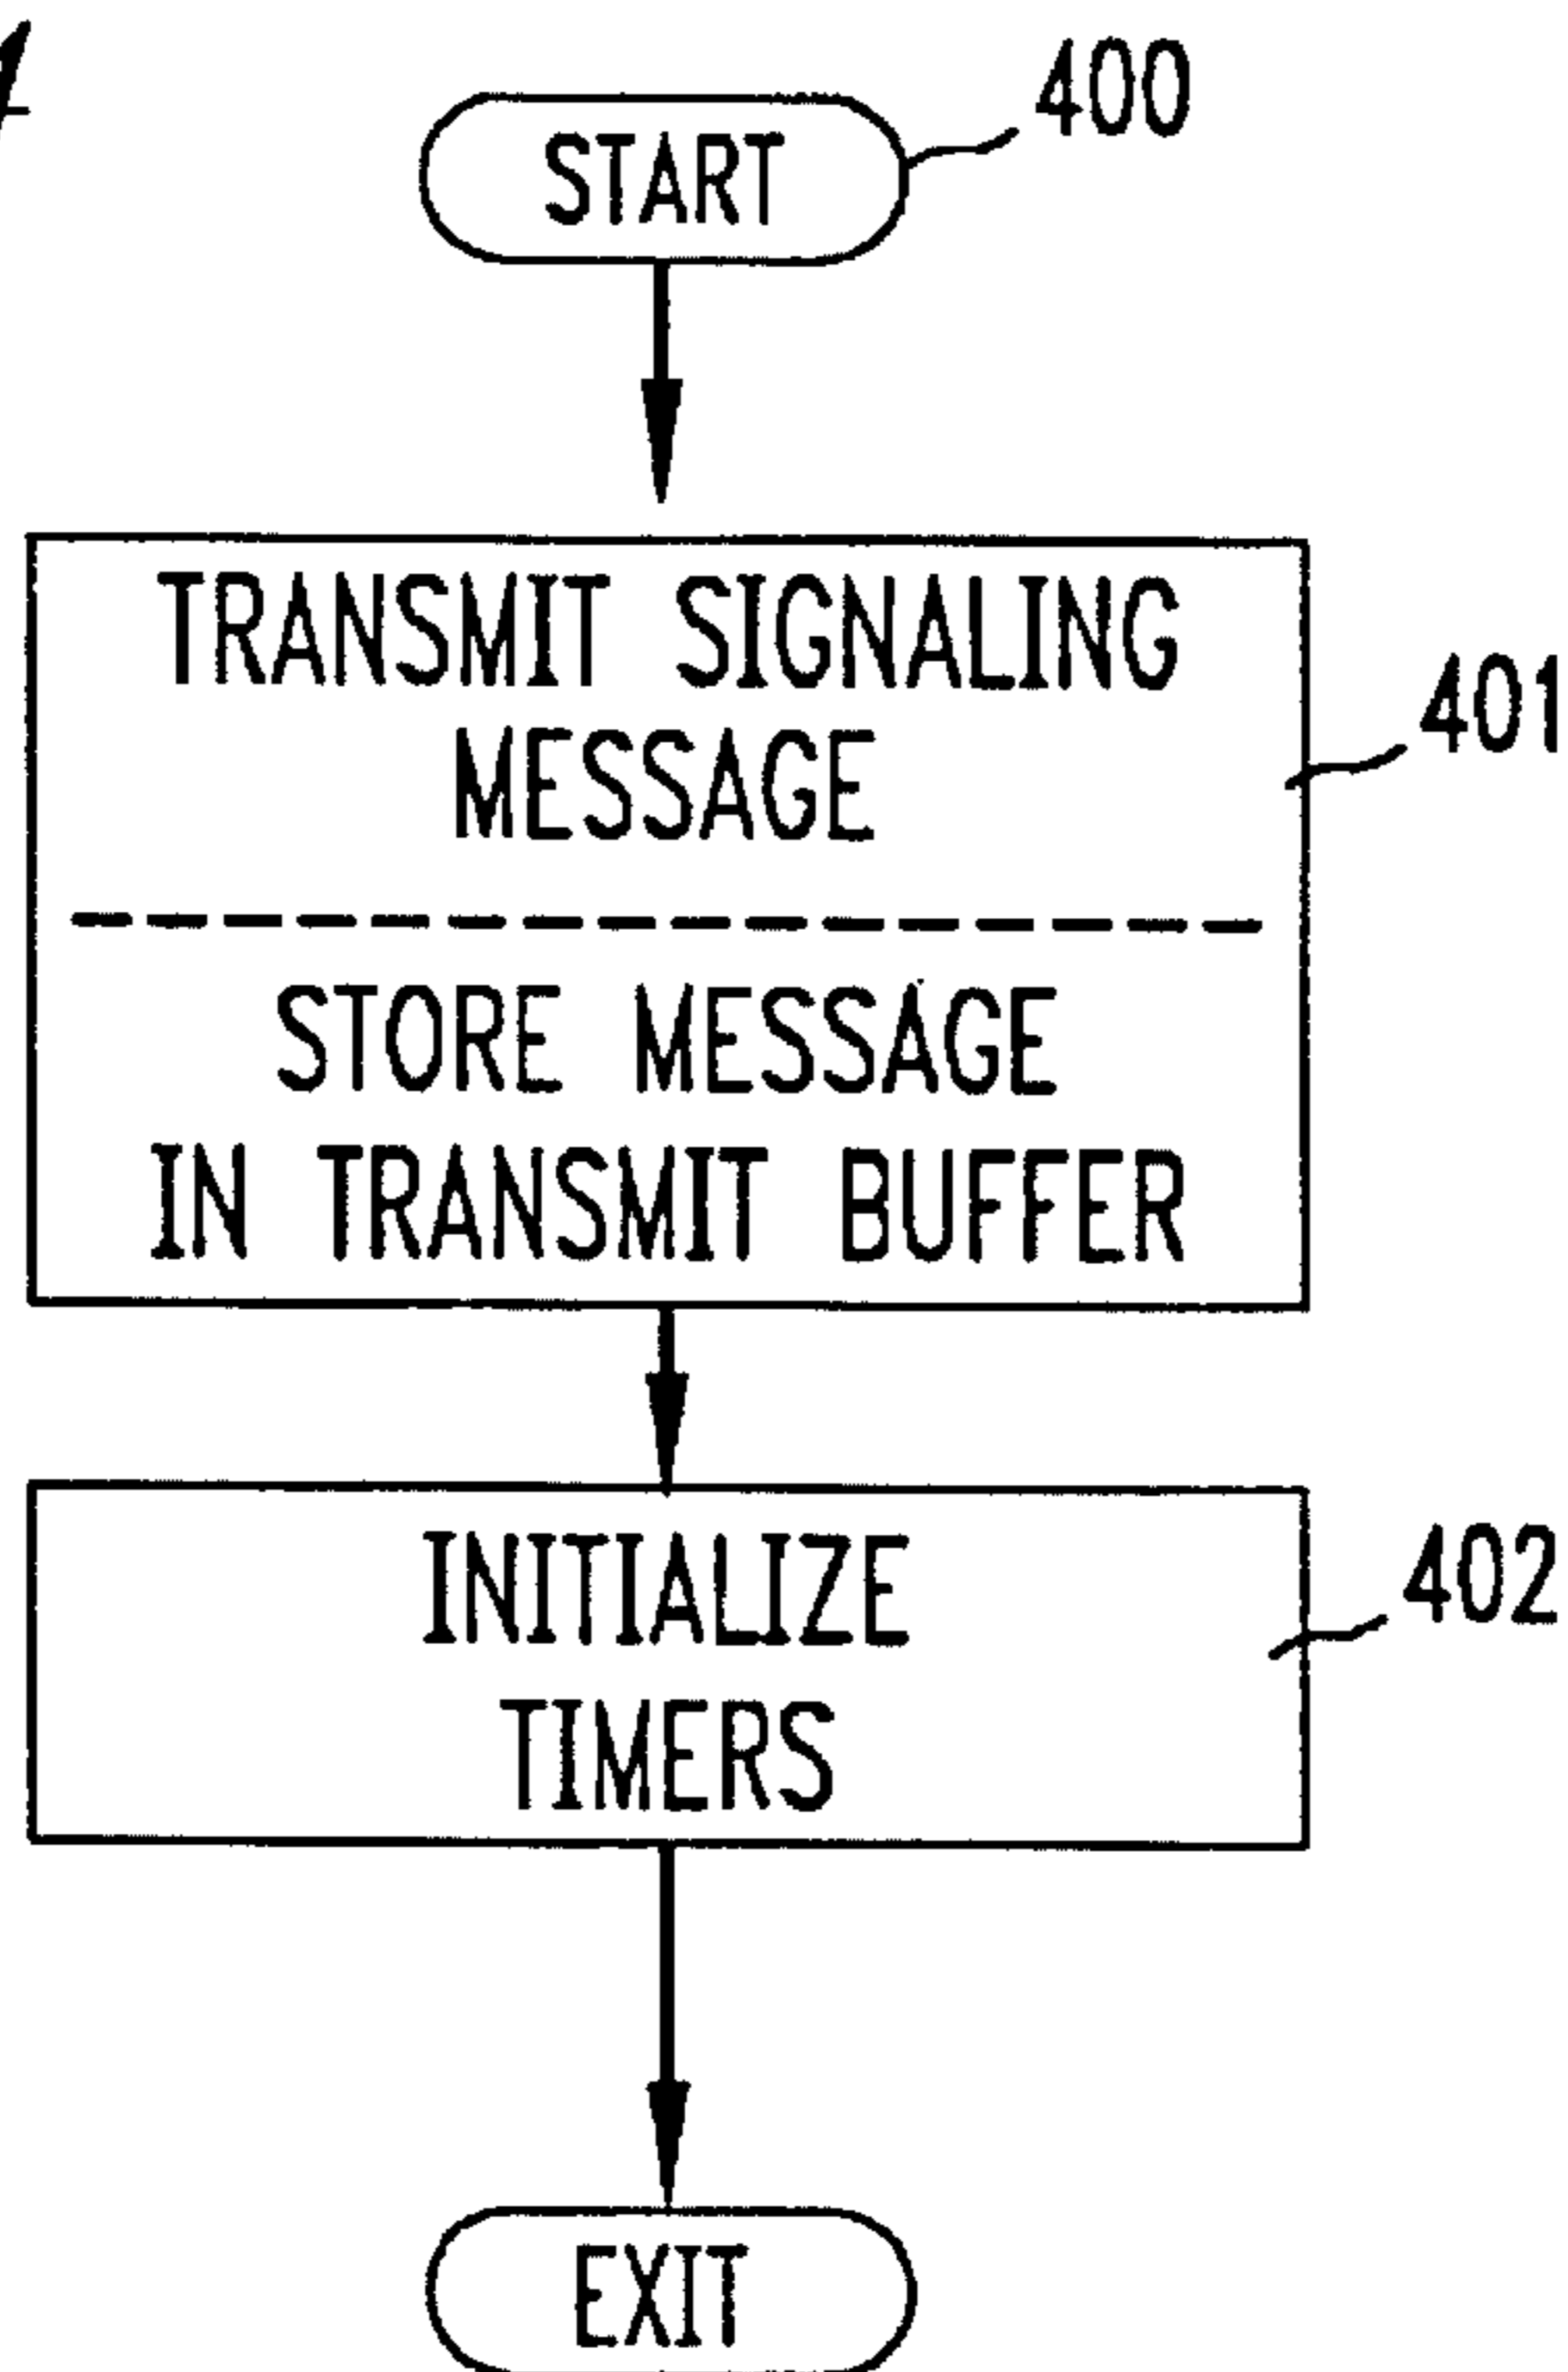 400
START
TRANSMIT SIGNALING
MESSAGE
401
STORE MESSAGE
IN TRANSMIT BUFFER
INITIALIZE
402
TIMERS
EXIT